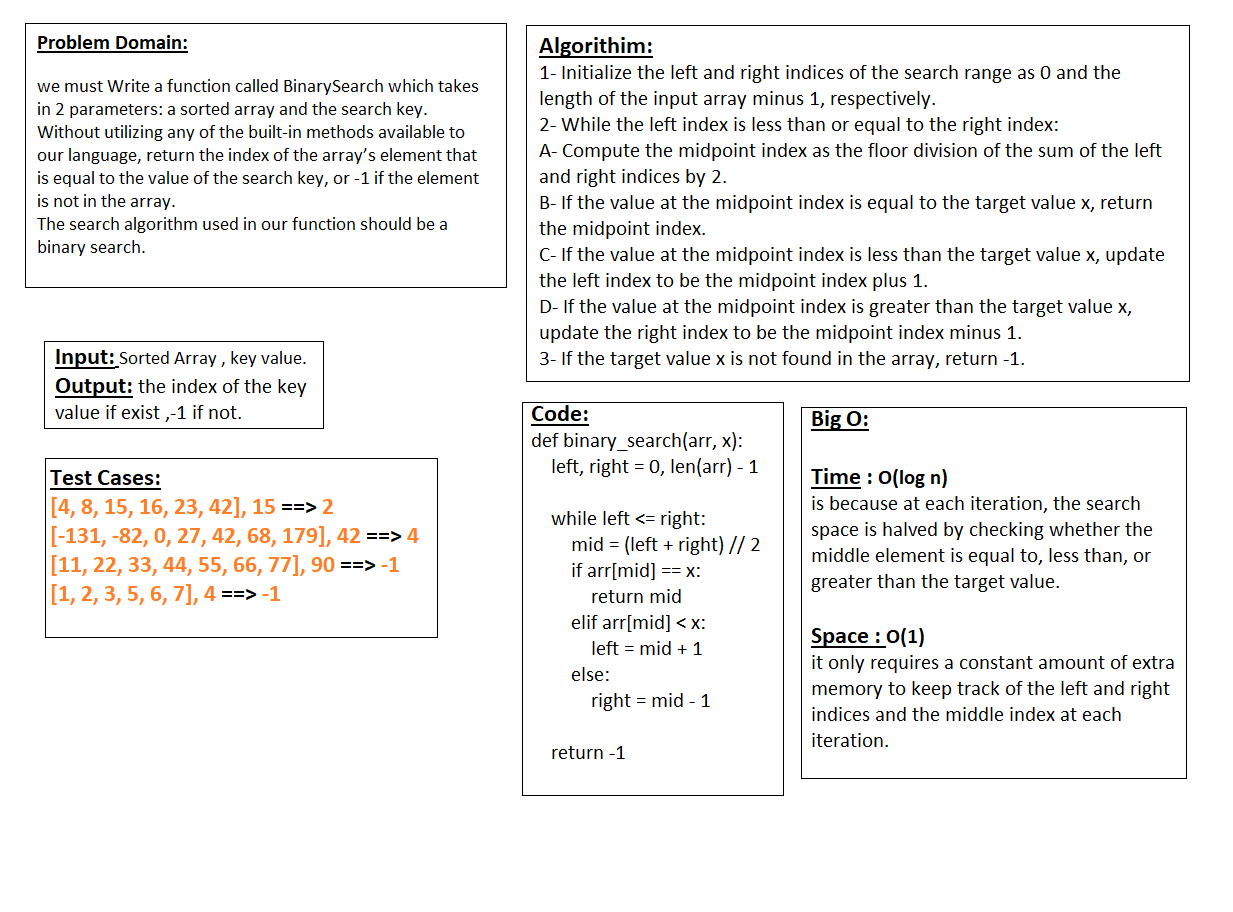 Problem Domain:
we must Write a function called BinarySearch which takes
in 2 parameters: a sorted array and the search key.
Without utilizing any of the built-in methods available to
our language, return the index of the array’s element that
is equal to the value of the search key, or -1 if the element
is not in the array.
The search algorithm used in our function should be a
binary search.
Input: Sorted Array , key value.
Output: the index of the key
value if exist ,-1 if not.
Test Cases:
[4, 8, 15, 16, 23, 42], 15 ==> 2
[-131, -82, 0, 27, 42, 68, 179], 42 ==> 4
[11, 22, 33, 44, 55, 66, 77], 90 ==> -1
[1, 2, 3, 5, 6, 7], 4 ==> -1
Algorithim:
1- Initialize the left and right indices of the search range as 0 and the
length of the input array minus 1, respectively.
2- While the left index is less than or equal to the right index:
A- Compute the midpoint index as the floor division of the sum of the left
and right indices by 2.
B- If the value at the midpoint index is equal to the target value x, return
the midpoint index.
C- If the value at the midpoint index is less than the target value x, update
the left index to be the midpoint index plus 1.
D- If the value at the midpoint index is greater than the target value x,
update the right index to be the midpoint index minus 1.
3- If the target value x is not found in the array, return -1.
Code:
def binary_search(arr, x):
    left, right = 0, len(arr) - 1
    while left <= right:
        mid = (left + right) // 2
        if arr[mid] == x:
            return mid
        elif arr[mid] < x:
            left = mid + 1
        else:
            right = mid - 1
    return -1
Big O:
Time : O(log n)
is because at each iteration, the search
space is halved by checking whether the
middle element is equal to, less than, or
greater than the target value.
Space : O(1)
it only requires a constant amount of extra
memory to keep track of the left and right
indices and the middle index at each
iteration.